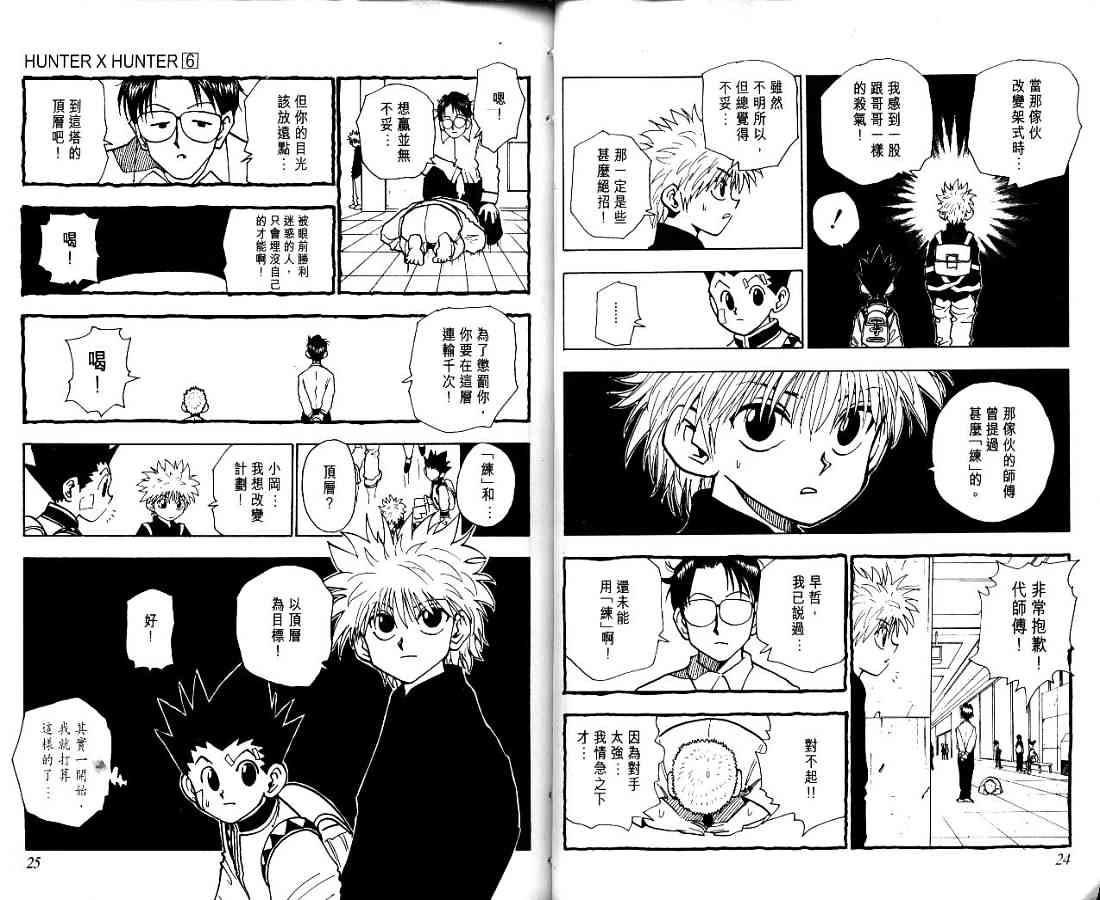 當那傢伙
改變架式時…
我感到一股
跟哥哥一樣
的殺氣！
！
雖然
不明所以，
但總覺得
不妥…
那一定是些
甚麼絕招！
……
那傢伙的師傅
曾提過
甚麼「練」的。
非常抱歉！
代師傅！
早哲，
我已説過…
還未能
用「練」啊！
對不起!!
因為對手
太強…
我情急之下
才…
24
HUNTER X HUNTER 6
嗯！
想贏並無
不妥…
但你的目光
該放遠點…
到這塔的
頂層吧！
被眼前勝利
迷惑的人，
只會埋沒自己
的才能啊！
喝！
為了懲罰你，
你要在這層
連輸千次！
喝！
「練」和…
頂層？
小岡…
我想改變
計劃！
以頂層
為目標！
好！
其實一開始，
我就打算
這樣的了…
25